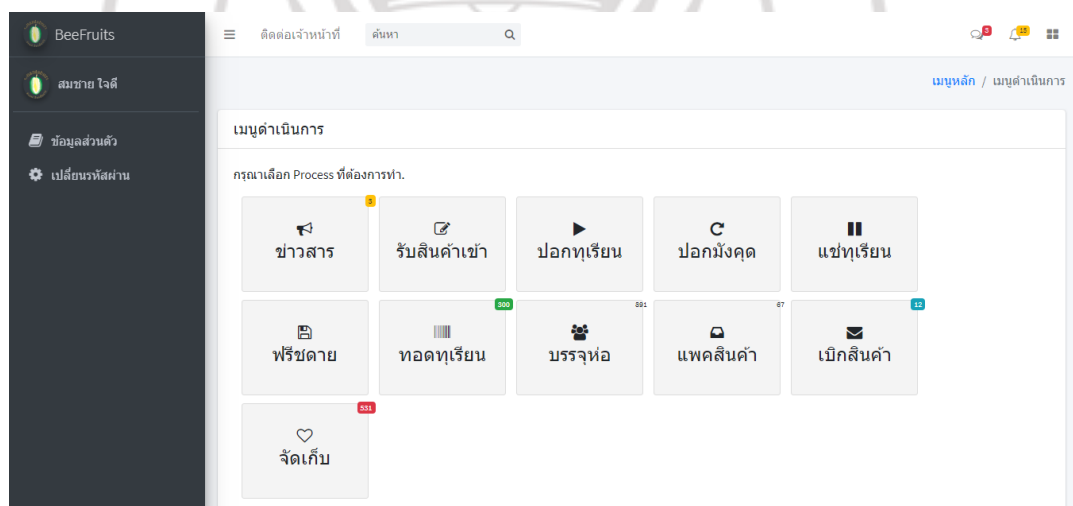 BeeFruits
ติดต่อเจ้าหน้าที่
ค้นหา
3
15
สมชาย ใจดี
เมนูหลัก / เมนูดำเนินการ
ข้อมูลส่วนตัว
เปลี่ยนรหัสผ่าน
เมนูดำเนินการ
กรุณาเลือก Process ที่ต้องการทำ.
3
ข่าวสาร
รับสินค้าเข้า
ปอกทุเรียน
ปอกมังคุด
แช่ทุเรียน
ฟรีซดาย
300
ทอดทุเรียน
891
บรรจุห่อ
67
แพคสินค้า
12
เบิกสินค้า
531
จัดเก็บ